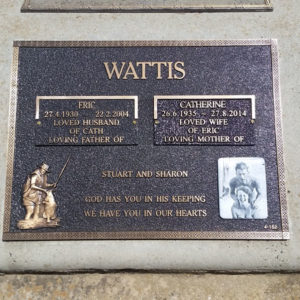 WATTIS
ERIC
27.4.1930 - 22.2.2004
LOVED HUSBAND
OF CATH
LOVING FATHER OF
CATHERINE
26.6.1935 - 27.8.2014
LOVED WIFE
OF ERIC
LOVING MOTHER OF
STUART AND SHARON
GOD HAS YOU IN HIS KEEPING
WE HAVE YOU IN OUR HEARTS